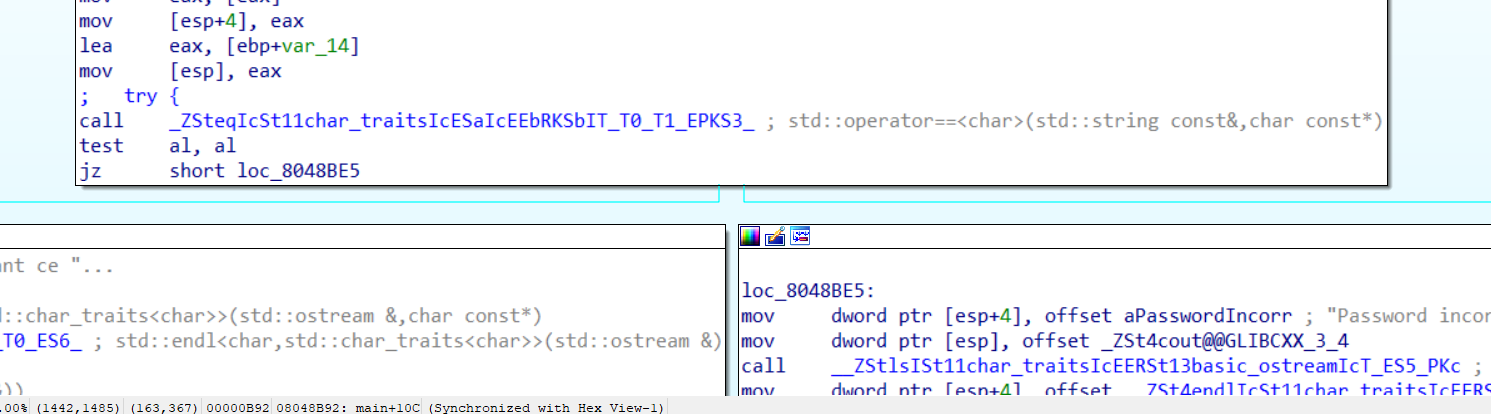 mov eax, [eax]
mov [esp+4], eax
lea eax, [ebp+var_14]
mov [esp], eax
; try {
call _ZSteqIcSt11char_traitsIcESaIcEEbRKSbIT_T0_T1_EPKS3_ ; std::operator==<char>(std::string const&,char const*)
test al, al
jz short loc_8048BE5
nt ce "...
::char_traits<char>>(std::ostream &,char const*)
_T0_ES6_ ; std::endl<char,std::char_traits<char>>(std::ostream &)
&))
loc_8048BE5:
mov dword ptr [esp+4], offset aPasswordIncorr ; "Password incor
mov dword ptr [esp], offset _ZSt4cout@@GLIBCXX_3_4
call __ZStlsISt11char_traitsIcEERSt13basic_ostreamIcT_ES5_PKc ;
mov dword ptr [esp+4], offset __ZSt4endlIcSt11char_traitsIcEERS
.00% (1442,1485) (163,367) 00000B92 08048B92: main+10C (Synchronized with Hex View-1)